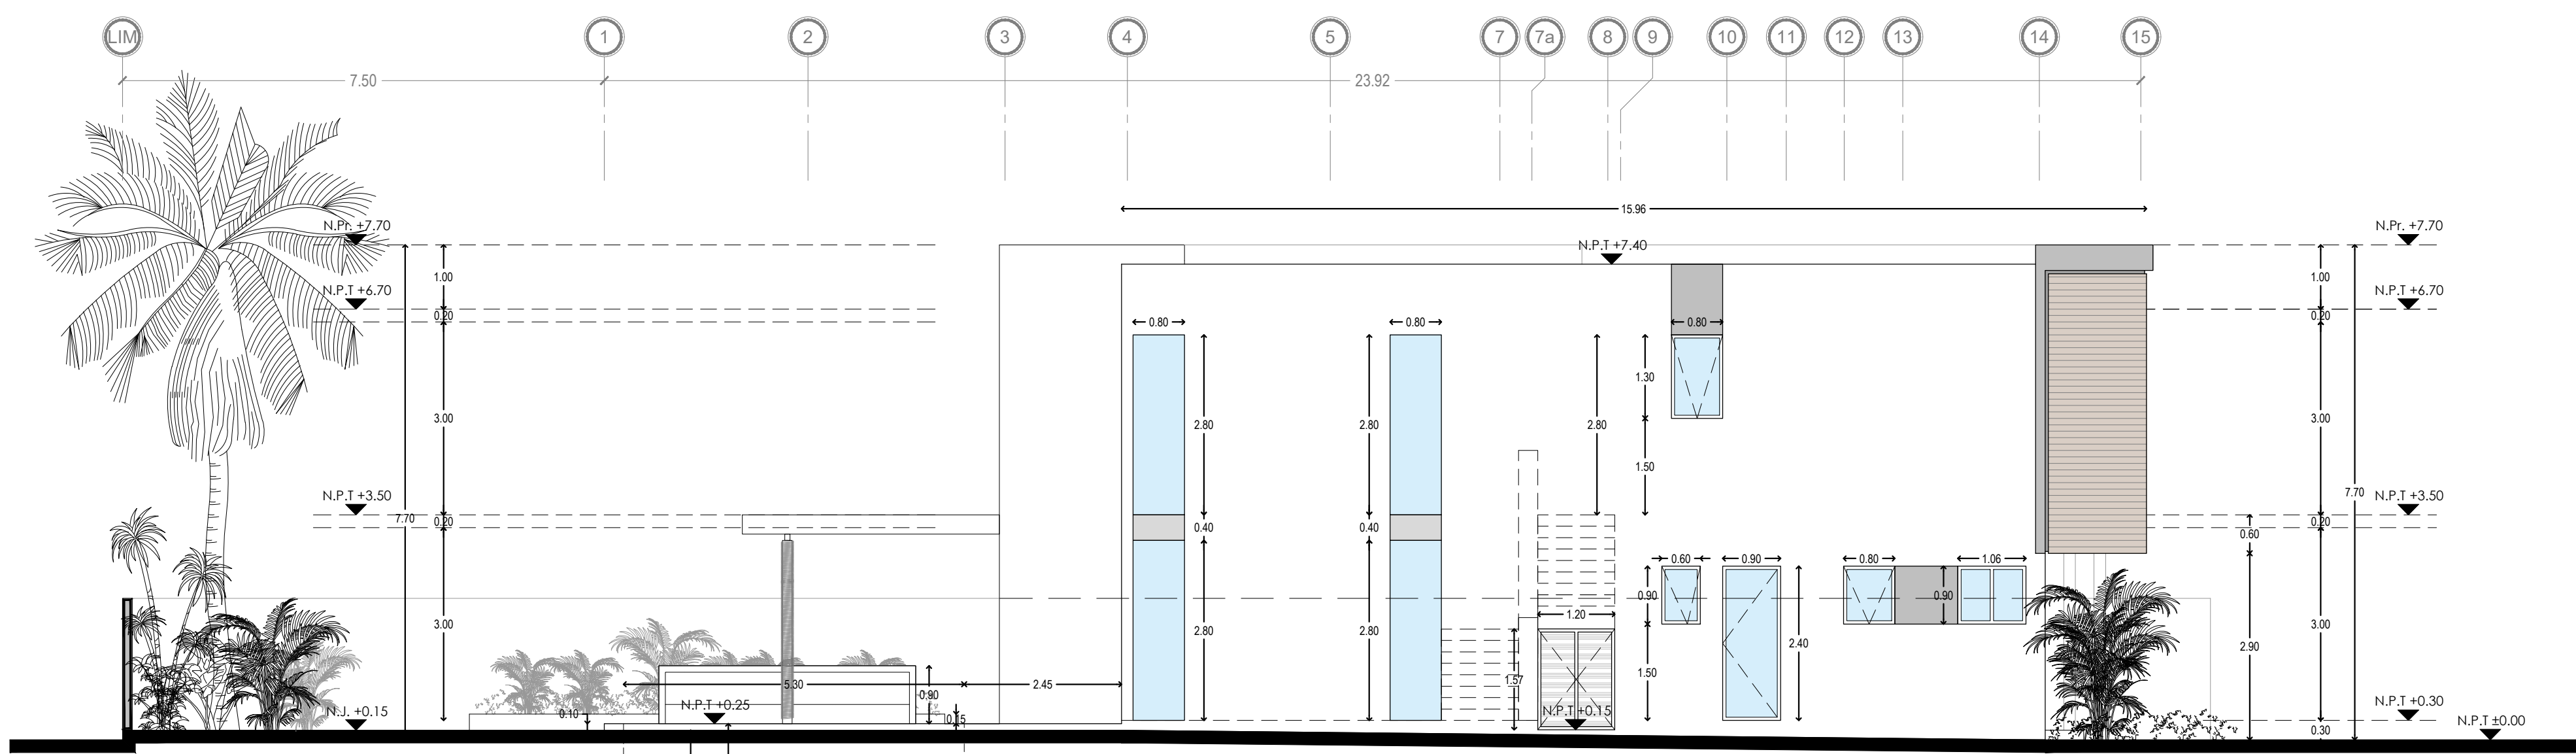 LIM 1 2 3 4 5 7 7a 8 9 10 11 12 13 14 15
7.50 23.92
15.96
N.Pr. +7.70
N.P.T +7.40
N.Pr. +7.70
1.00
1.00
N.P.T +6.70
N.P.T +6.70
0.20
0.20
0.80 0.80 0.80
1.30
3.00 2.80 2.80 2.80 3.00
1.50
N.P.T +3.50
7.70
N.P.T +3.50
7.70 0.20 0.40 0.40 0.20
0.60
0.60 0.90 0.80 1.06
0.90 0.90
1.20
3.00 2.80 2.80 3.00
2.40 2.90
1.57 1.50
5.30 2.45
0.90
N.J. +0.15
0.10
N.P.T +0.25
0.15
N.P.T +0.15
N.P.T +0.30
N.P.T ±0.00
0.30